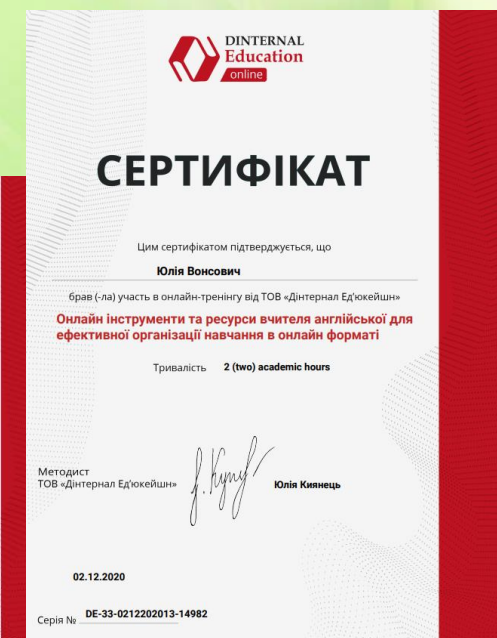 DINTERNAL
Education
online
СЕРТИФІКАТ
Цим сертифікатом підтверджується, що
Юлія Вонсович
брав (-ла) участь в онлайн-тренінгу від ТОВ «Дінтернал Ед'юкейшн»
Онлайн інструменти та ресурси вчителя англійської для
ефективної організації навчання в онлайн форматі
Тривалість 2 (two) academic hours
Методист
ТОВ «Дінтернал Ед'юкейшн» Юлія Киянець
02.12.2020
Серія № DE-33-0212202013-14982